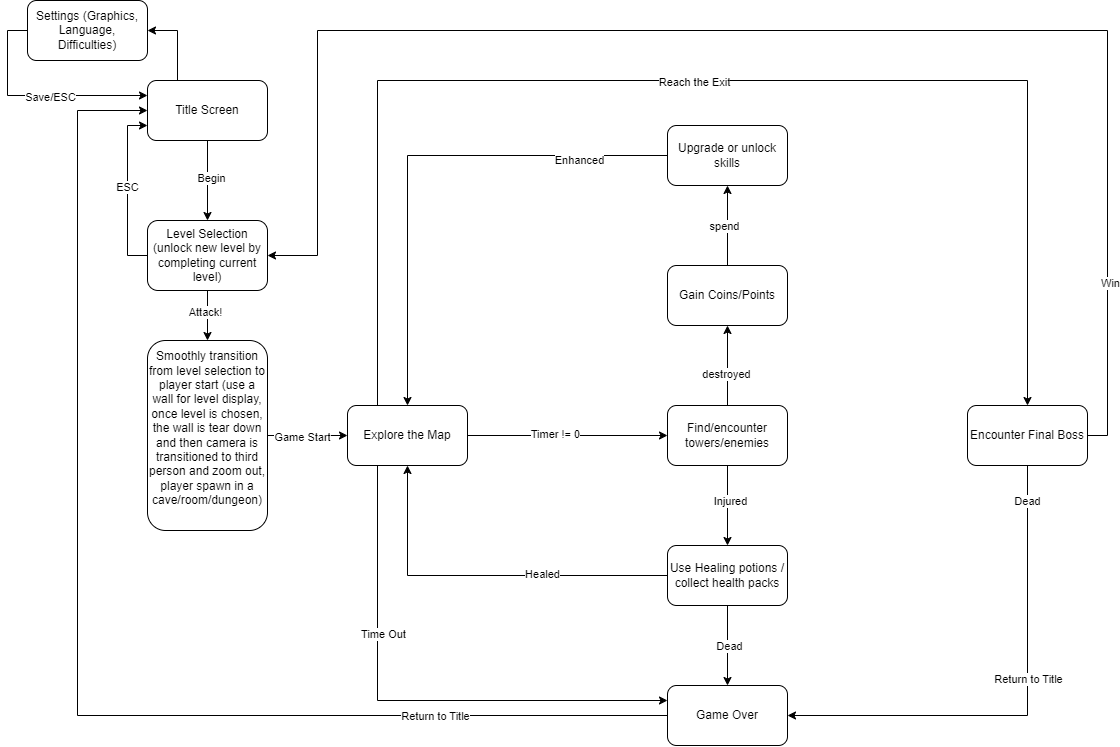 Settings (Graphics,
Language,
Difficulties)
Save/ESC
Title Screen
Reach the Exit
Upgrade or unlock
skills
Enhanced
Begin
ESC
spend
Level Selection
(unlock new level by
completing current
level)
Gain Coins/Points
Win
Attack!
Smoothly transition
from level selection to
player start (use a
wall for level display,
once level is chosen,
the wall is tear down
and then camera is
transitioned to third
person and zoom out,
player spawn in a
cave/room/dungeon)
destroyed
Game Start
Explore the Map
Timer != 0
Find/encounter
towers/enemies
Encounter Final Boss
Injured
Dead
Healed
Use Healing potions /
collect health packs
Time Out
Dead
Return to Title
Return to Title
Game Over